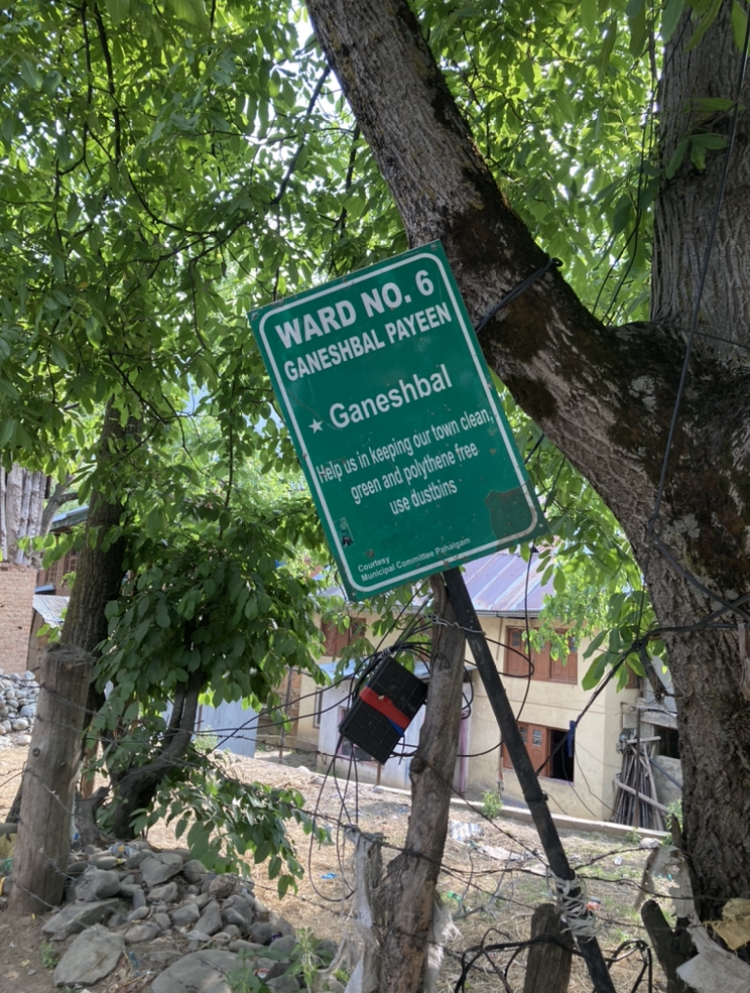 WARD NO. 6
GANESHBAL PAYEEN
Ganeshbal
Help us in keeping our town clean,
green and polythene free
use dustbins
Courtesy
Municipal Committee Pahalgam